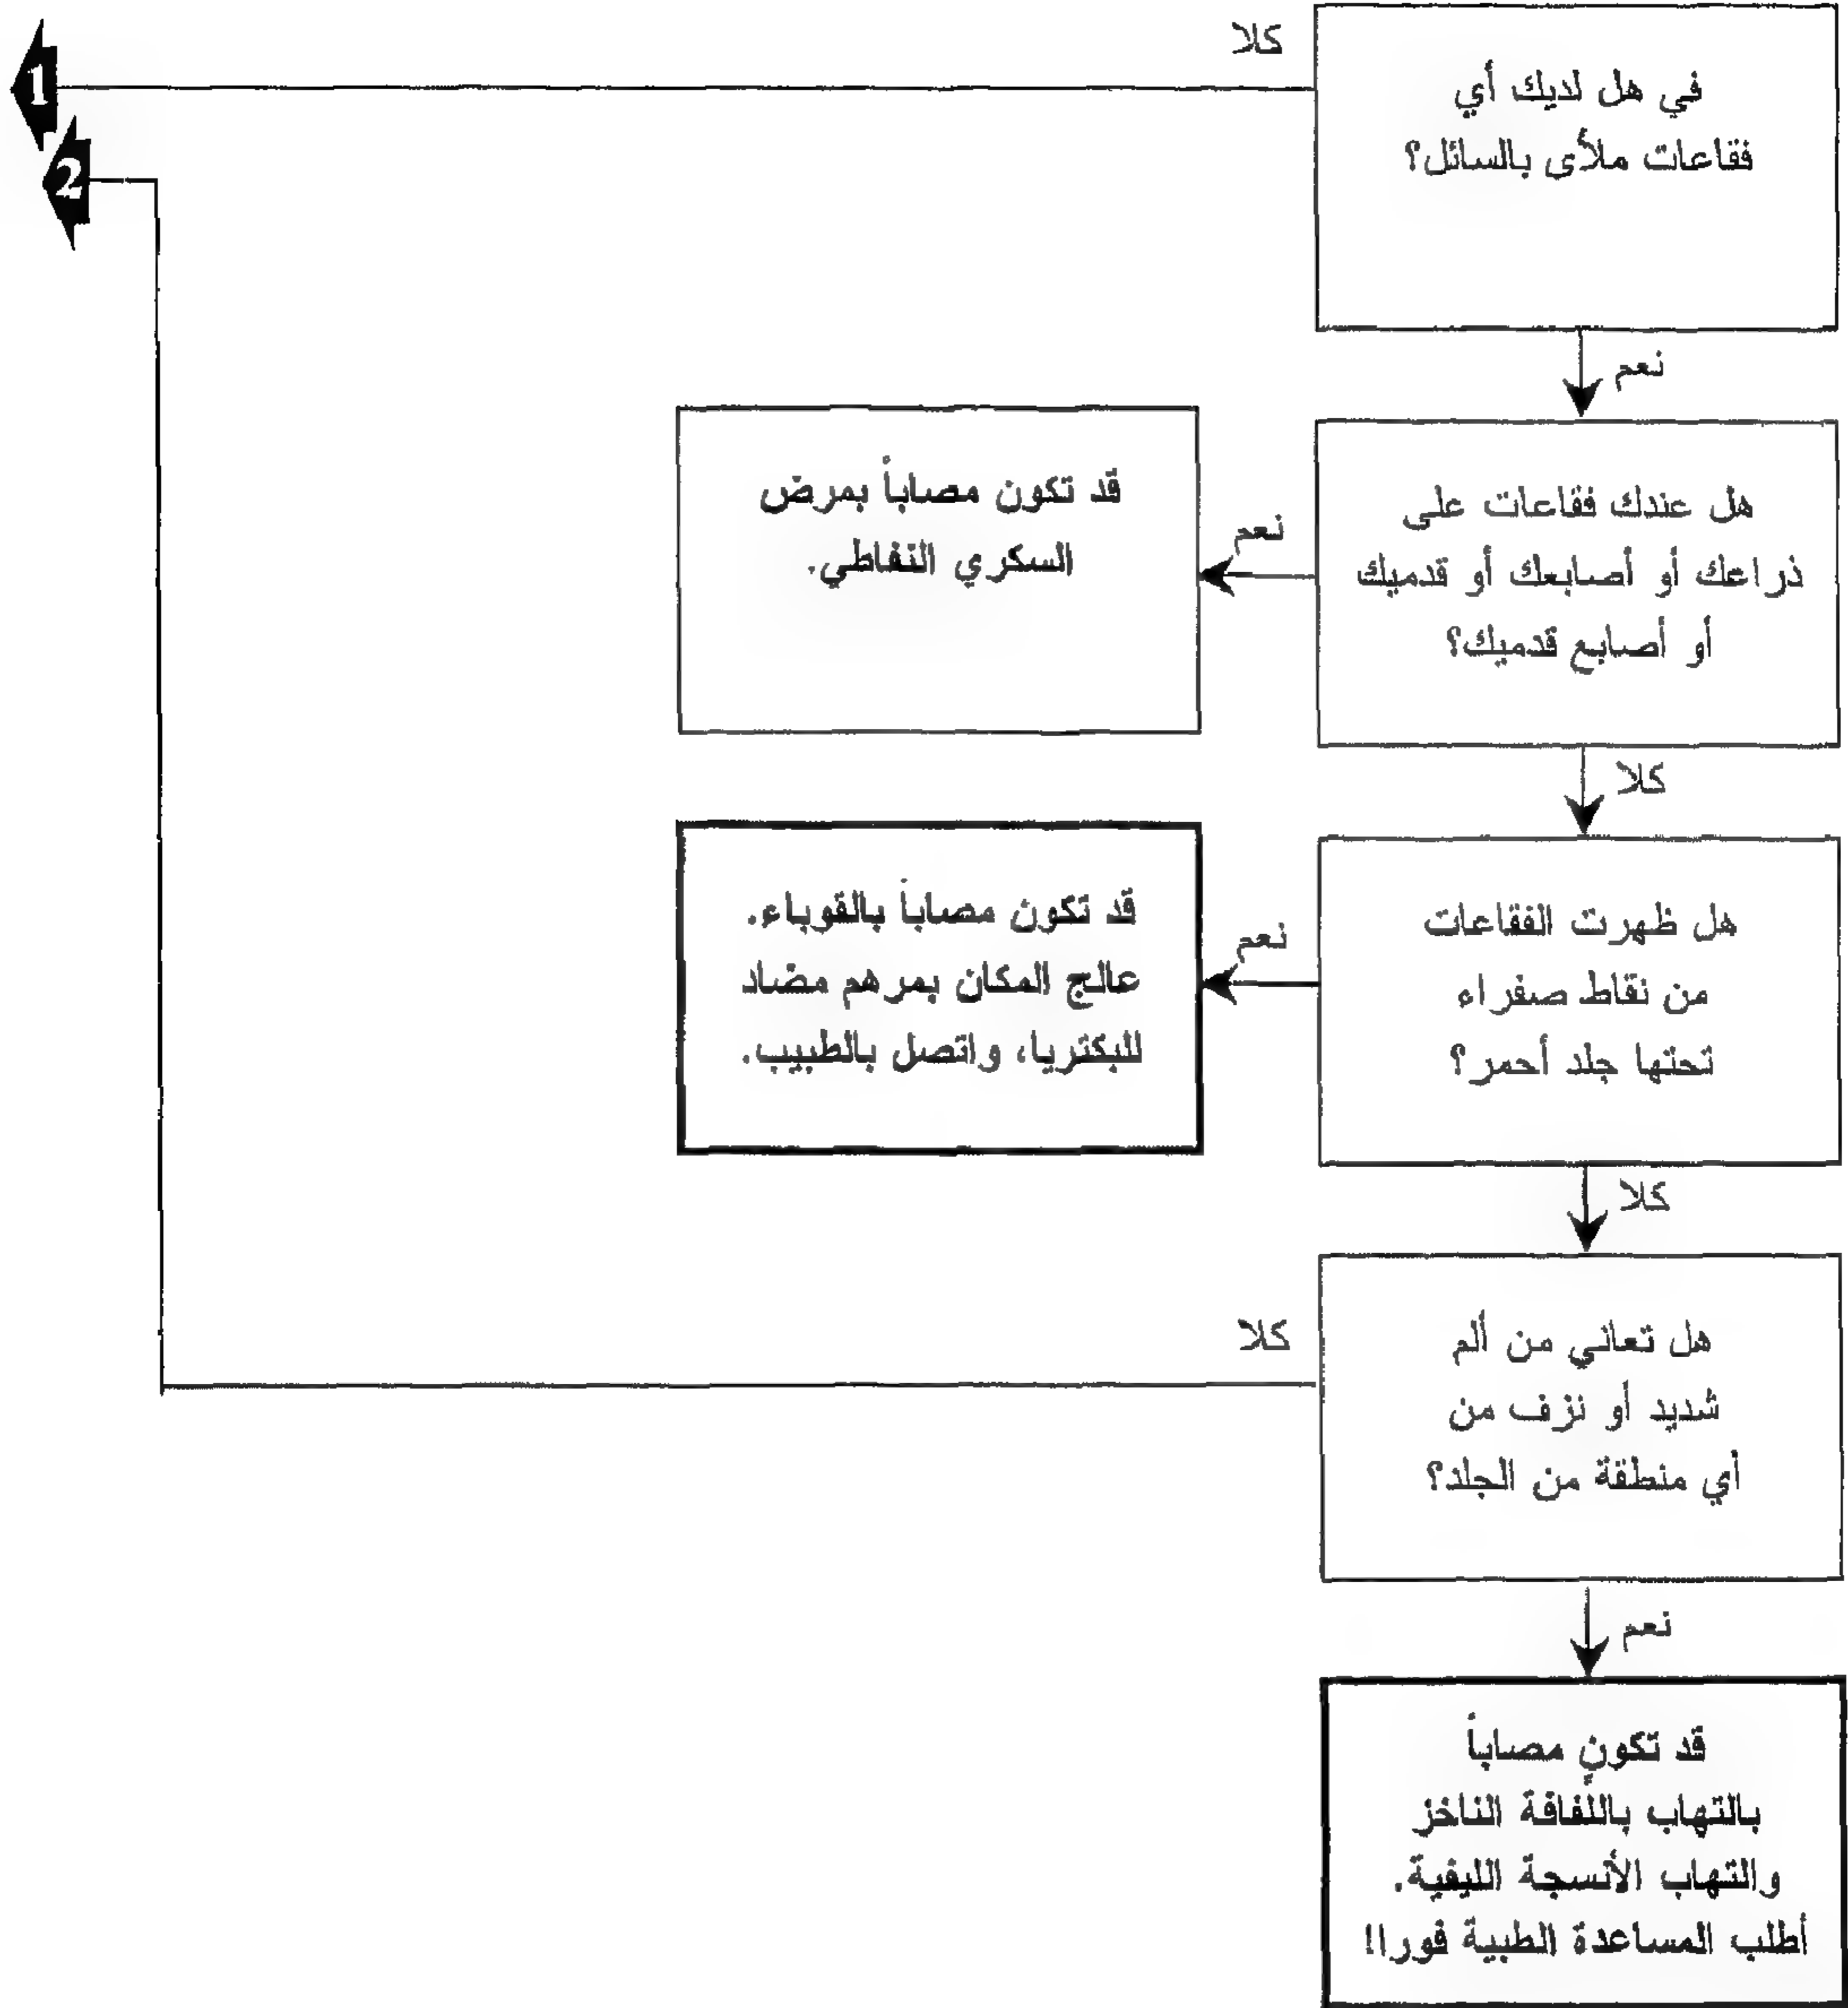 كلا
1
2
في هل لديك أي
فقاعات ملأى بالسائل؟
نعم
هل عندك فقاعات على
ذراعك أو أصابعك أو قدميك
أو أصابع قدميك؟
نعم
قد تكون مصاباً بمرض
السكري النفاطي.
كلا
هل ظهرت الفقاعات
من نقاط صفراء
تحتها جلد أحمر؟
نعم
قد تكون مصاباً بالقوباء.
عالج المكان بمرهم مضاد
للبكتريا، واتصل بالطبيب.
كلا
هل تعاني من ألم
شديد أو نزف من
أي منطقة من الجلد؟
كلا
نعم
قد تكون مصاباً
بالتهاب باللُفافة الناخز
والتهاب الأنسجة الليفية.
أطلب المساعدة الطبية فورا!